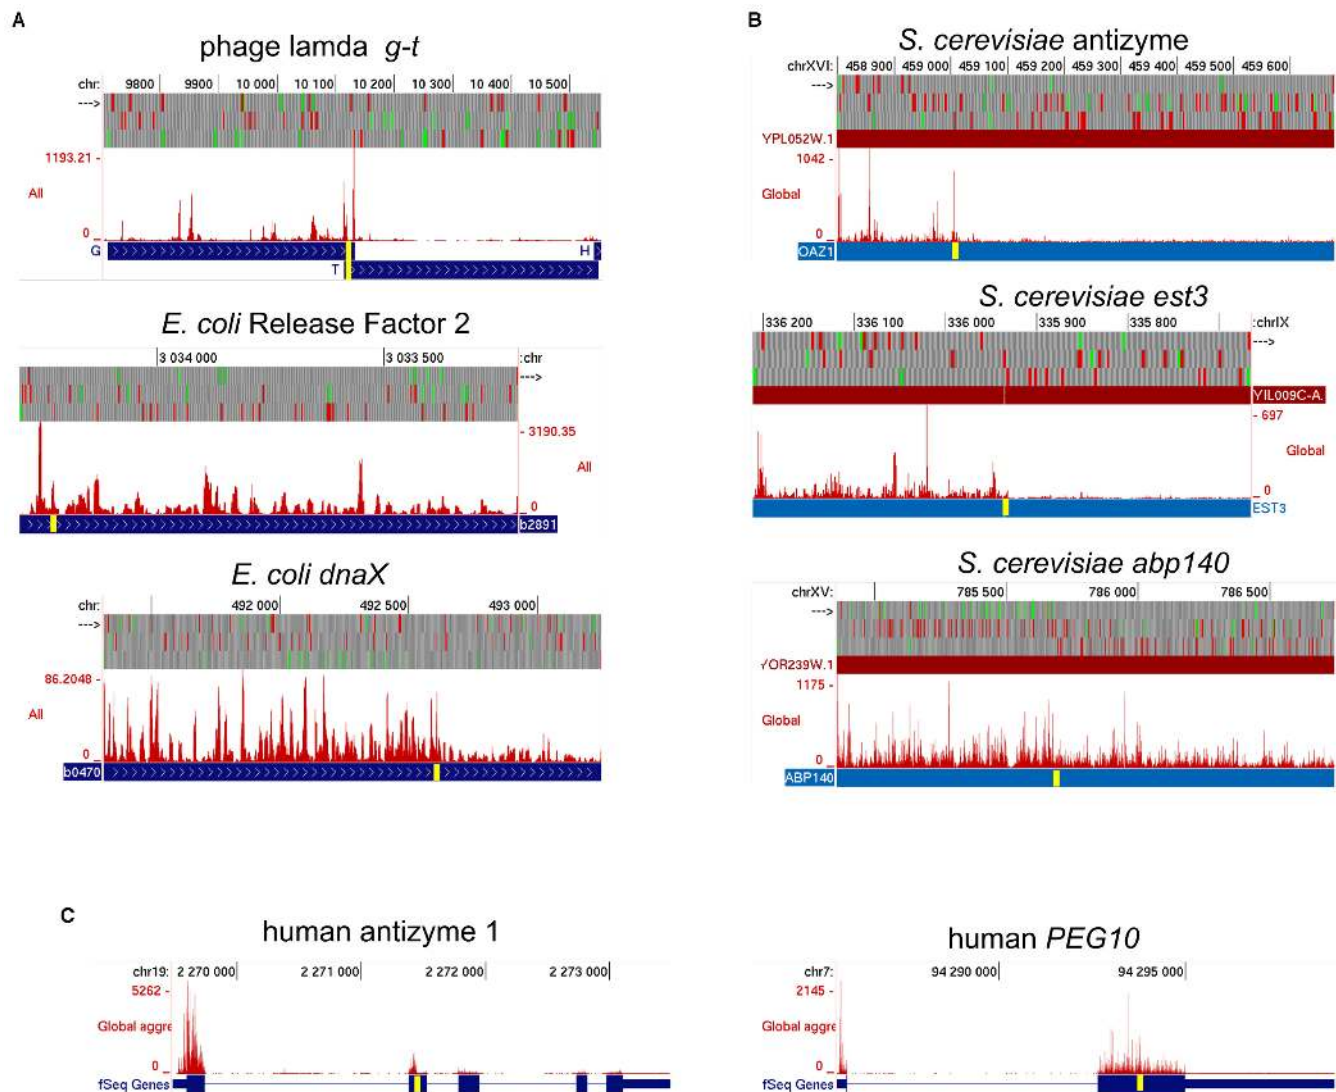 A
phage lamda g-t
chr: 9800 9900 10 000 10 100 10 200 10 300 10 400 10 500
--->
1193.21 -
All
0
G H
T
E. coli Release Factor 2
3 034 000 3 033 500 :chr
--->
- 3190.35
All
0
b2891
E. coli dnaX
chr: 492 000 492 500 493 000
--->
86.2048 -
All
0
b0470
B
S. cerevisiae antizyme
chrXVI: 458 900 459 000 459 100 459 200 459 300 459 400 459 500 459 600
--->
YPL052W.1
1042 -
Global
0
OAZ1
S. cerevisiae est3
336 200 336 100 336 000 335 900 335 800 :chrIX
--->
YIL009C-A.
- 697
Global
0
EST3
S. cerevisiae abp140
chrXV: 785 500 786 000 786 500
--->
YOR239W.1
1175 -
Global
0
ABP140
C
human antizyme 1
chr19: 2 270 000 2 271 000 2 272 000 2 273 000
5262 -
Global aggre
0
fSeq Genes
human PEG10
chr7: 94 290 000 94 295 000
2145 -
Global aggre
0
fSeq Genes